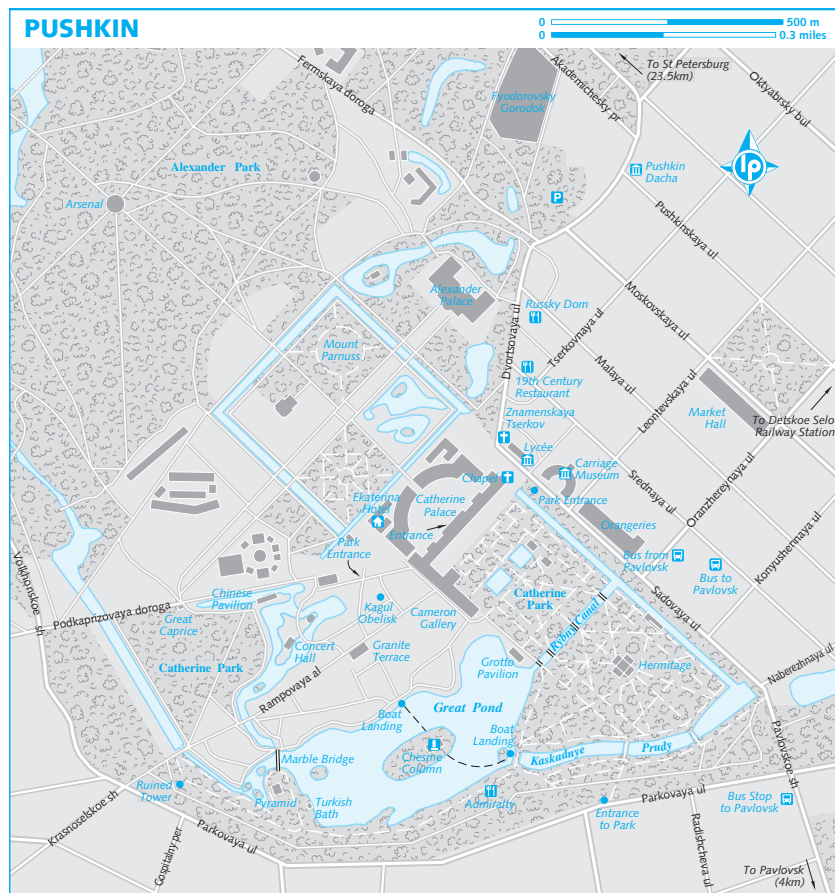 PUSHKIN
0 500 m
0 0.3 miles
To St Petersburg
(23.5km)
Fermskaya doroga
Akademichesky pr
Oktyabrsky bul
Fyodorovsky
Gorodok
lp
Alexander Park
Pushkin
Dacha
P
Arsenal
Pushkinskaya ul
Moskovskaya ul
Alexander
Palace
Russky Dom
Dvortsovaya ul
Tserkovnaya ul
Malaya ul
Mount
Parnuss
19th Century
Restaurant
Leontevskaya ul
Market
Hall
To Detskoe Selo
Railway Station
Znamenskaya
Tserkov
Lycée
Carriage
Museum
Chapel
Srednaya ul
Oranzhereynaya ul
Park Entrance
Ekaterina
Hotel
Catherine
Palace
Entrance
Orangeries
Park
Entrance
Bus from
Pavlovsk
Bus to
Pavlovsk
Konyushennaya ul
Volkhonskoe sh
Podkaprizovaya doroga
Chinese
Pavilion
Great
Caprice
Kagul
Obelisk
Cameron
Gallery
Catherine
Park
Sadovaya ul
Rybny Canal
Concert
Hall
Granite
Terrace
Grotto
Pavilion
Hermitage
Naberezhnaya ul
Catherine Park
Rampovaya al
Great Pond
Boat
Landing
Boat
Landing
Kaskadnye
Prudy
Pavlovskoe sh
Chesme
Column
Marble Bridge
Ruined
Tower
Pyramid
Turkish
Bath
Admiralty
Entrance
to Park
Parkovaya ul
Bus Stop
to Pavlovsk
Krasnoselskoe sh
Gospitalny per
Parkovaya ul
Radishcheva ul
To Pavlovsk
(4km)